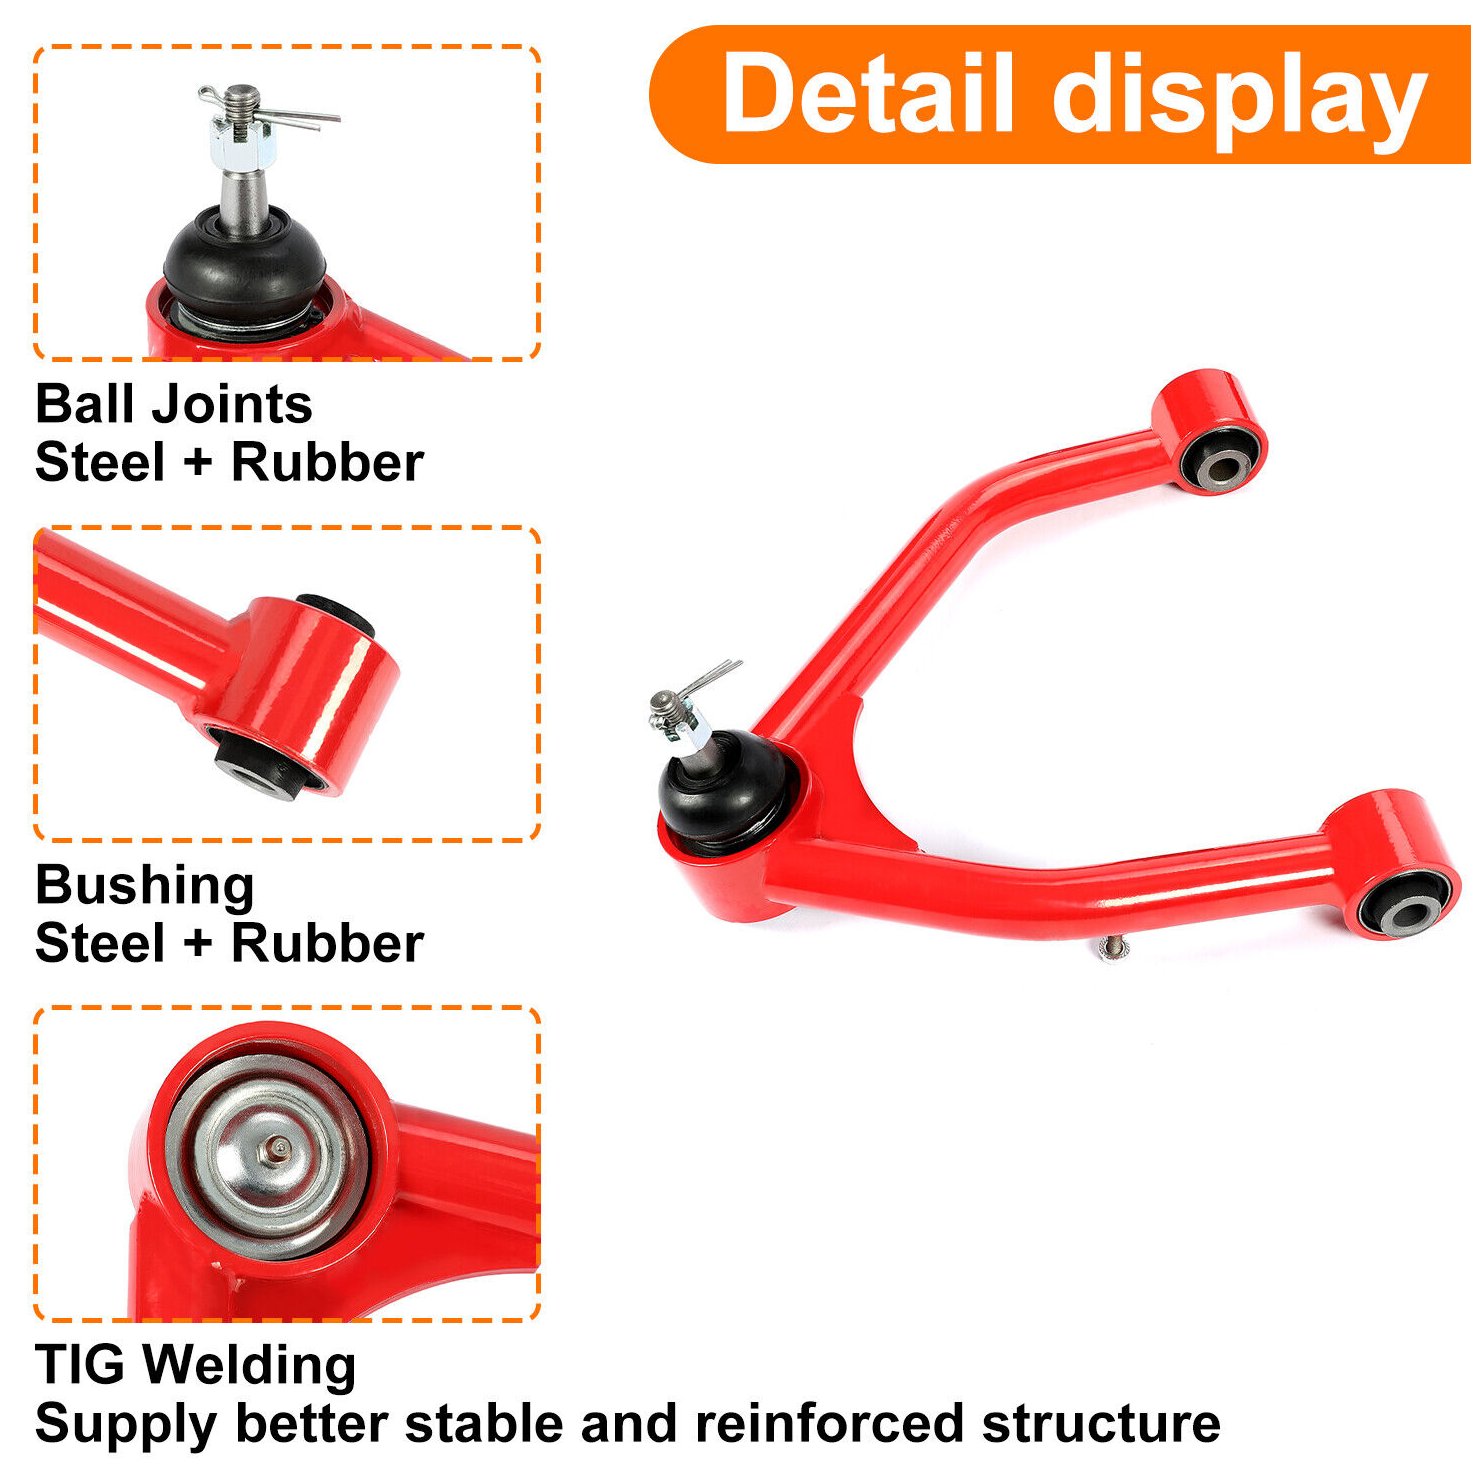 Detail display
Ball Joints
Steel + Rubber
Bushing
Steel + Rubber
TIG Welding
Supply better stable and reinforced structure